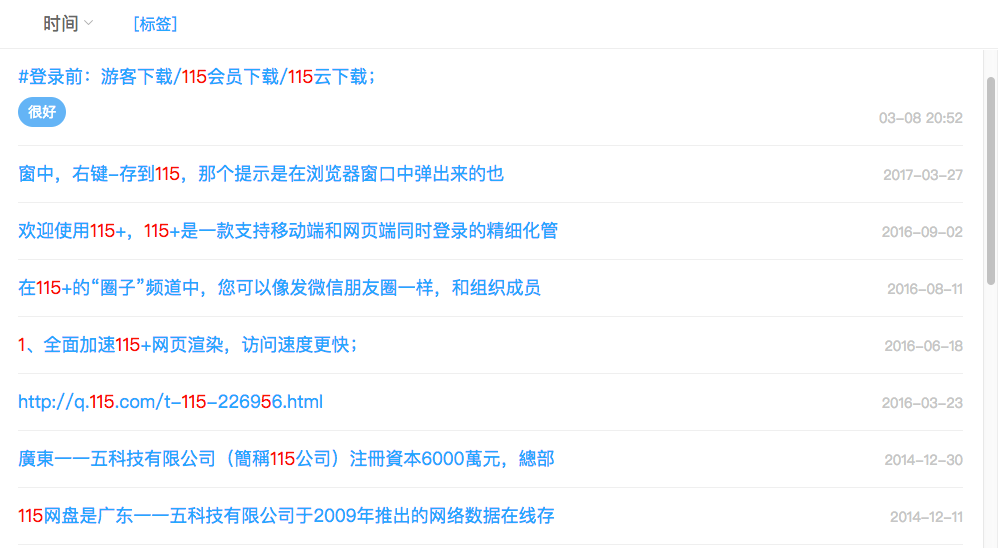 时间 [标签]
#登录前：游客下载/115会员下载/115云下载；
很好 03-08 20:52
窗中，右键-存到115，那个提示是在浏览器窗口中弹出来的也 2017-03-27
欢迎使用115+，115+是一款支持移动端和网页端同时登录的精细化管 2016-09-02
在115+的“圈子”频道中，您可以像发微信朋友圈一样，和组织成员 2016-08-11
1、全面加速115+网页渲染，访问速度更快； 2016-06-18
http://q.115.com/t-115-226956.html 2016-03-23
廣東一一五科技有限公司（簡稱115公司）注冊資本6000萬元，總部 2014-12-30
115网盘是广东一一五科技有限公司于2009年推出的网络数据在线存 2014-12-11